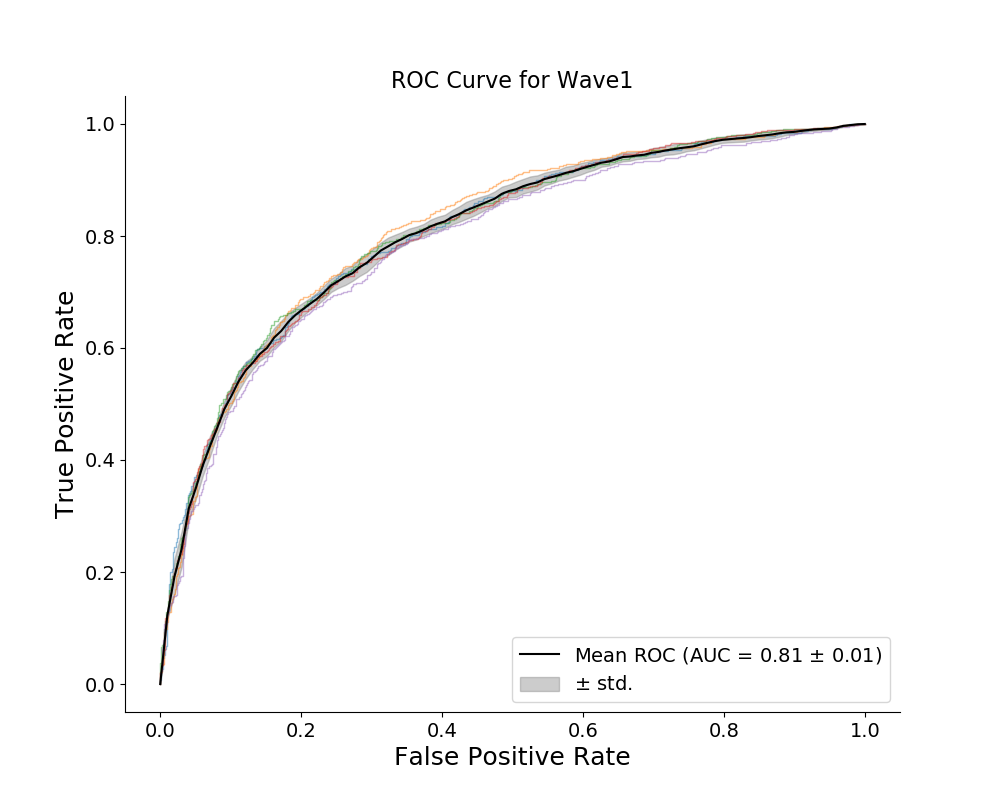 ROC Curve for Wave1
True Positive Rate
1.0
0.8
0.6
0.4
0.2
0.0
Mean ROC (AUC = 0.81 ± 0.01)
± std.
0.0 0.2 0.4 0.6 0.8 1.0
False Positive Rate